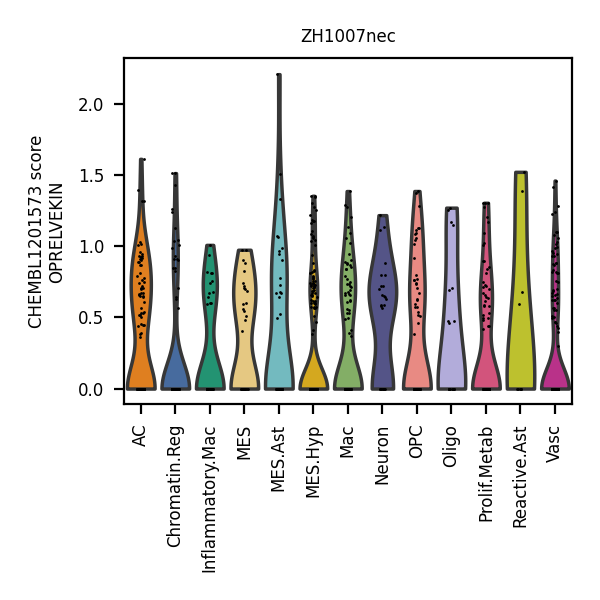 ZH1007nec
CHEMBL1201573 score
OPRELVEKIN
2.0
1.5
1.0
0.5
0.0
AC
Chromatin.Reg
Inflammatory.Mac
MES
MES.Ast
MES.Hyp
Mac
Neuron
OPC
Oligo
Prolif.Metab
Reactive.Ast
Vasc